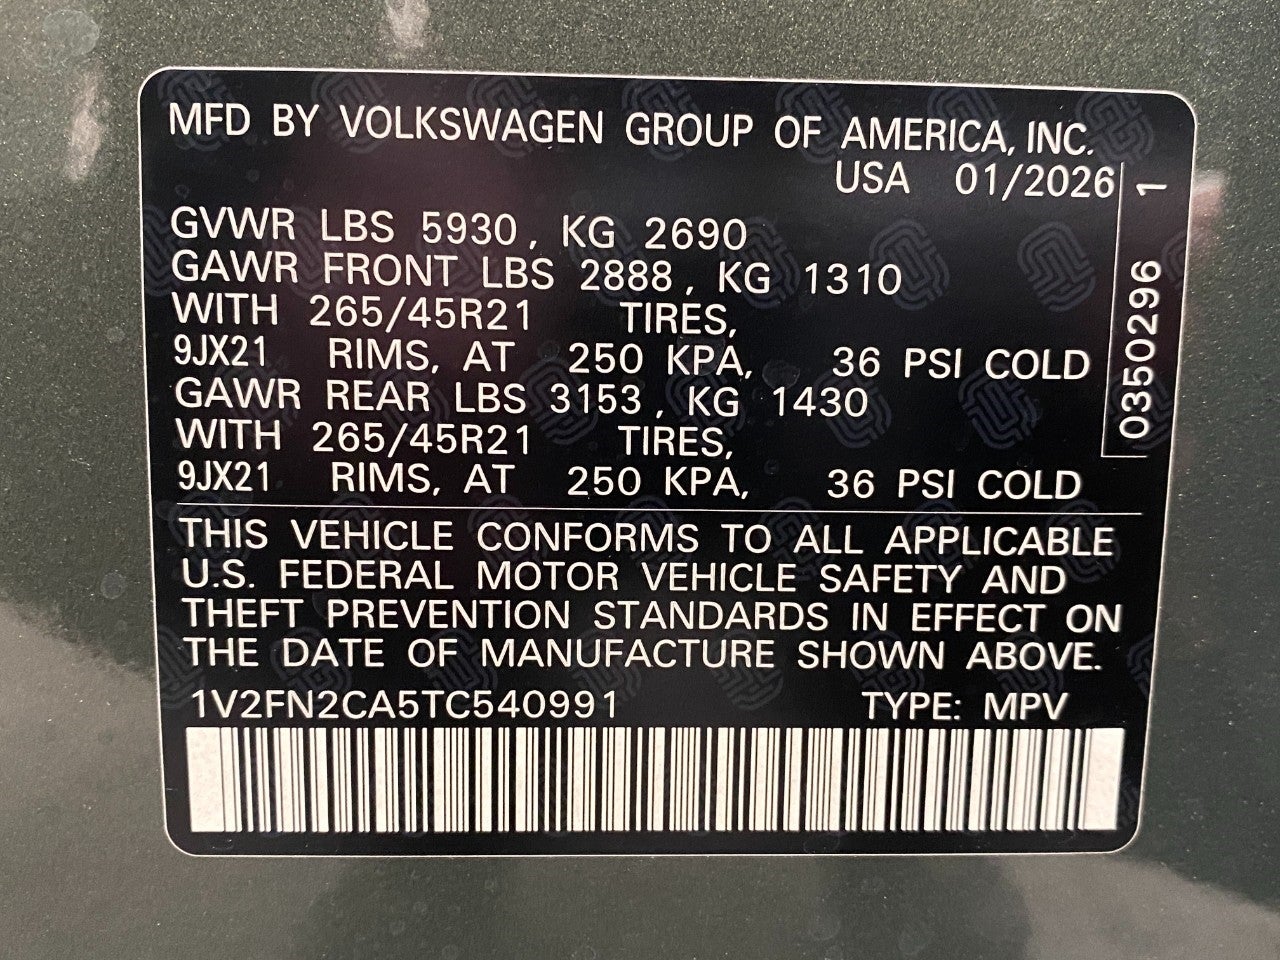 MFD BY VOLKSWAGEN GROUP OF AMERICA, INC.
USA 01/2026
GVWR LBS 5930, KG 2690
GAWR FRONT LBS 2888, KG 1310
WITH 265/45R21 TIRES,
9JX21 RIMS, AT 250 KPA, 36 PSI COLD
GAWR REAR LBS 3153, KG 1430
WITH 265/45R21 TIRES,
9JX21 RIMS, AT 250 KPA, 36 PSI COLD
THIS VEHICLE CONFORMS TO ALL APPLICABLE
U.S. FEDERAL MOTOR VEHICLE SAFETY AND
THEFT PREVENTION STANDARDS IN EFFECT ON
THE DATE OF MANUFACTURE SHOWN ABOVE.
1V2FN2CA5TC540991 TYPE: MPV
0350296 1